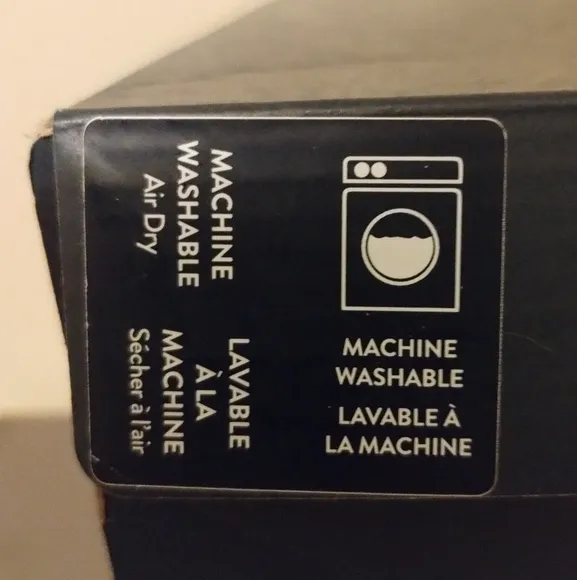 MACHINE
WASHABLE
Air Dry
LAVABLE
À LA
MACHINE
Sécher à l'air
MACHINE
WASHABLE
LAVABLE À
LA MACHINE